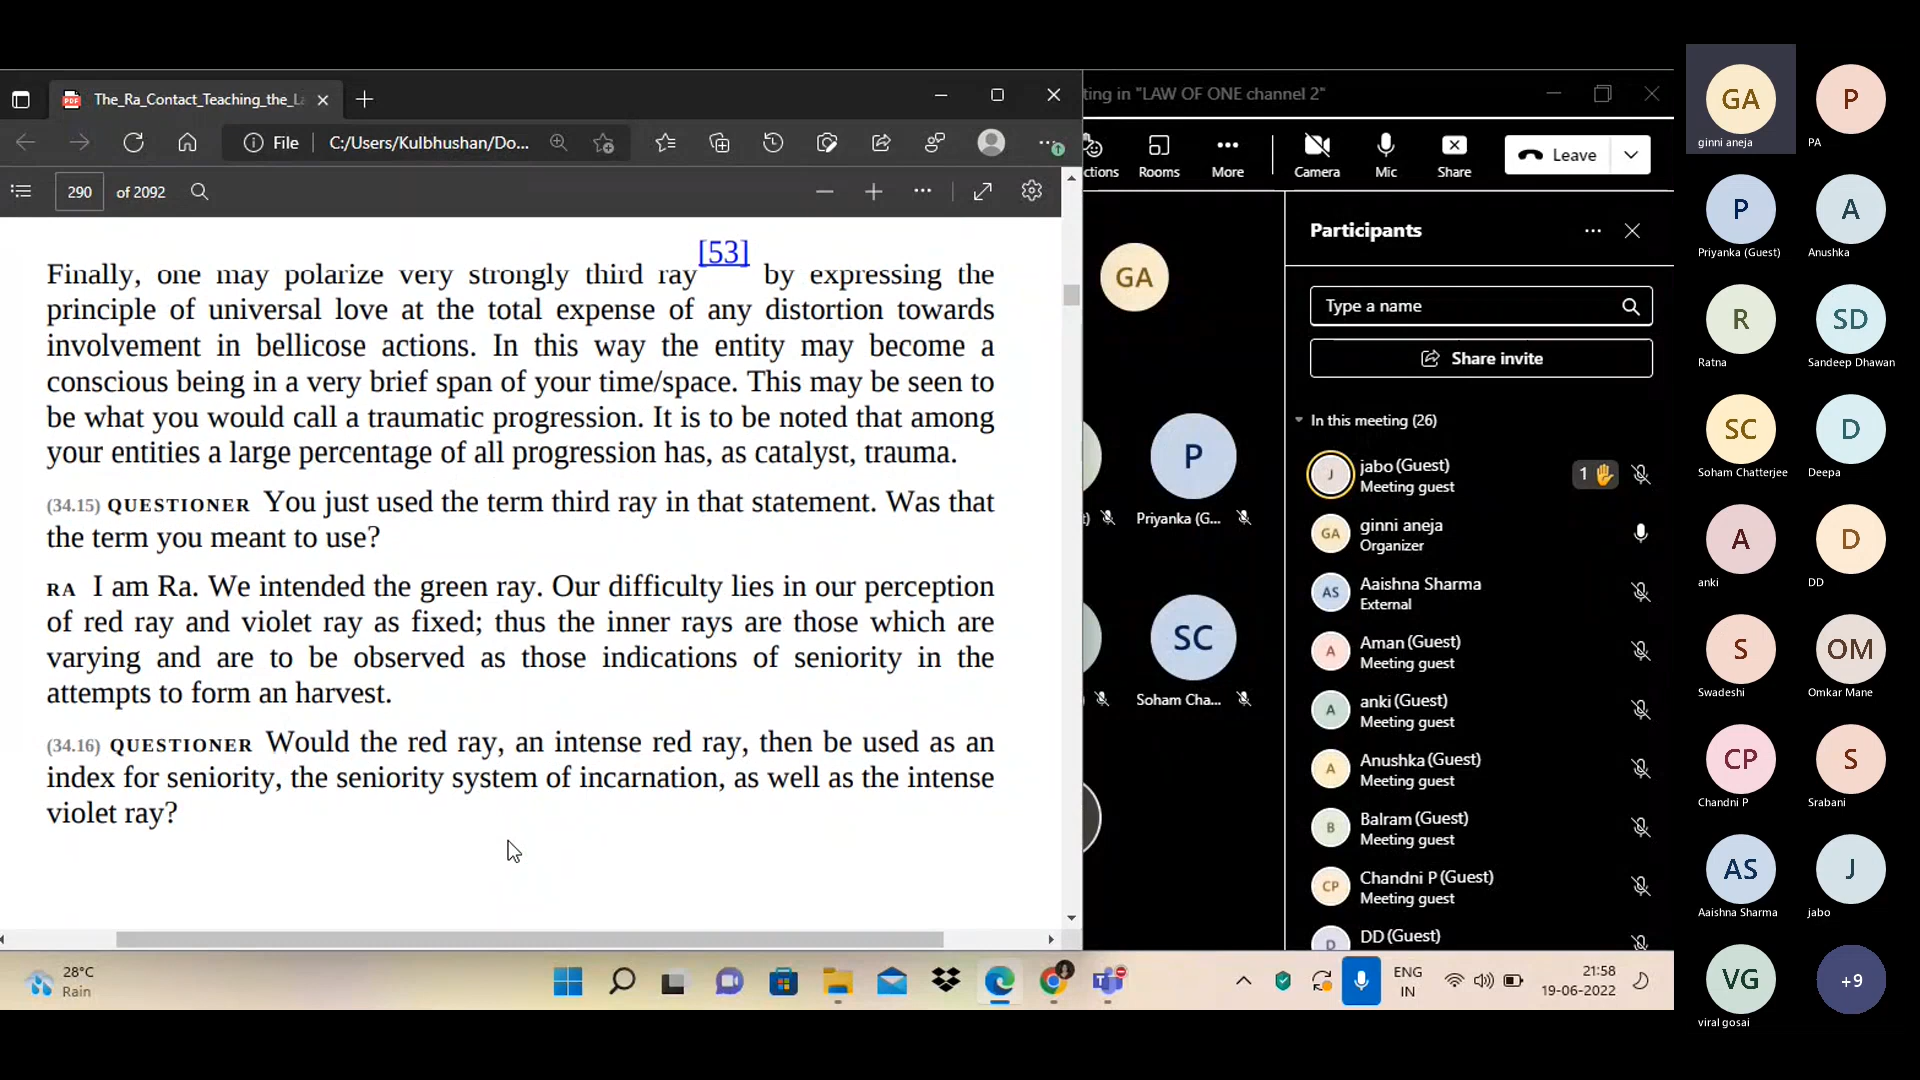 The_Ra_Contact_Teaching_the_La
File
C:/Users/Kulbhushan/Do...
290
of 2092
[53]
Finally, one may polarize very strongly third ray by expressing the
principle of universal love at the total expense of any distortion towards
involvement in bellicose actions. In this way the entity may become a
conscious being in a very brief span of your time/space. This may be seen to
be what you would call a traumatic progression. It is to be noted that among
your entities a large percentage of all progression has, as catalyst, trauma.
(34.15) QUESTIONER You just used the term third ray in that statement. Was that
the term you meant to use?
RA I am Ra. We intended the green ray. Our difficulty lies in our perception
of red ray and violet ray as fixed; thus the inner rays are those which are
varying and are to be observed as those indications of seniority in the
attempts to form an harvest.
(34.16) QUESTIONER Would the red ray, an intense red ray, then be used as an
index for seniority, the seniority system of incarnation, as well as the intense
violet ray?
ting in "LAW OF ONE channel 2"
ctions
Rooms
More
Camera
Mic
Share
Leave
GA
P
Priyanka (G...
SC
Soham Cha...
Participants
Type a name
Share invite
In this meeting (26)
J
jabo (Guest)
Meeting guest
1
GA
ginni aneja
Organizer
AS
Aaishna Sharma
External
A
Aman (Guest)
Meeting guest
A
anki (Guest)
Meeting guest
A
Anushka (Guest)
Meeting guest
B
Balram (Guest)
Meeting guest
CP
Chandni P (Guest)
Meeting guest
D
DD (Guest)
GA
ginni aneja
P
PA
P
Priyanka (Guest)
A
Anushka
R
Ratna
SD
Sandeep Dhawan
SC
Soham Chatterjee
D
Deepa
A
anki
D
DD
S
Swadeshi
OM
Omkar Mane
CP
Chandni P
S
Srabani
AS
Aaishna Sharma
J
jabo
VG
viral gosai
+9
28°C
Rain
ENG
IN
21:58
19-06-2022